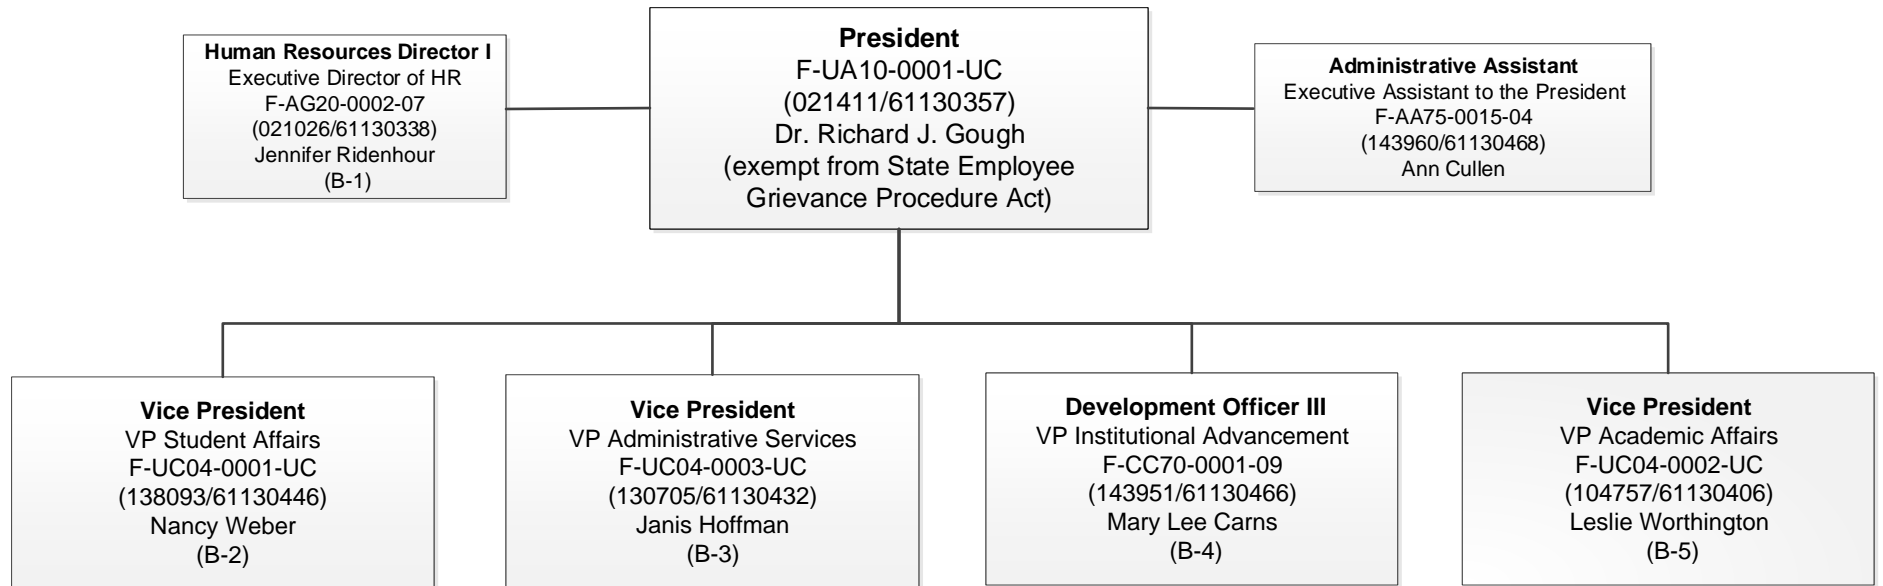 Human Resources Director I
Executive Director of HR
F-AG20-0002-07
(021026/61130338)
Jennifer Ridenhour
(B-1)
President
F-UA10-0001-UC
(021411/61130357)
Dr. Richard J. Gough
(exempt from State Employee
Grievance Procedure Act)
Administrative Assistant
Executive Assistant to the President
F-AA75-0015-04
(143960/61130468)
Ann Cullen
Vice President
VP Student Affairs
F-UC04-0001-UC
(138093/61130446)
Nancy Weber
(B-2)
Vice President
VP Administrative Services
F-UC04-0003-UC
(130705/61130432)
Janis Hoffman
(B-3)
Development Officer III
VP Institutional Advancement
F-CC70-0001-09
(143951/61130466)
Mary Lee Carns
(B-4)
Vice President
VP Academic Affairs
F-UC04-0002-UC
(104757/61130406)
Leslie Worthington
(B-5)